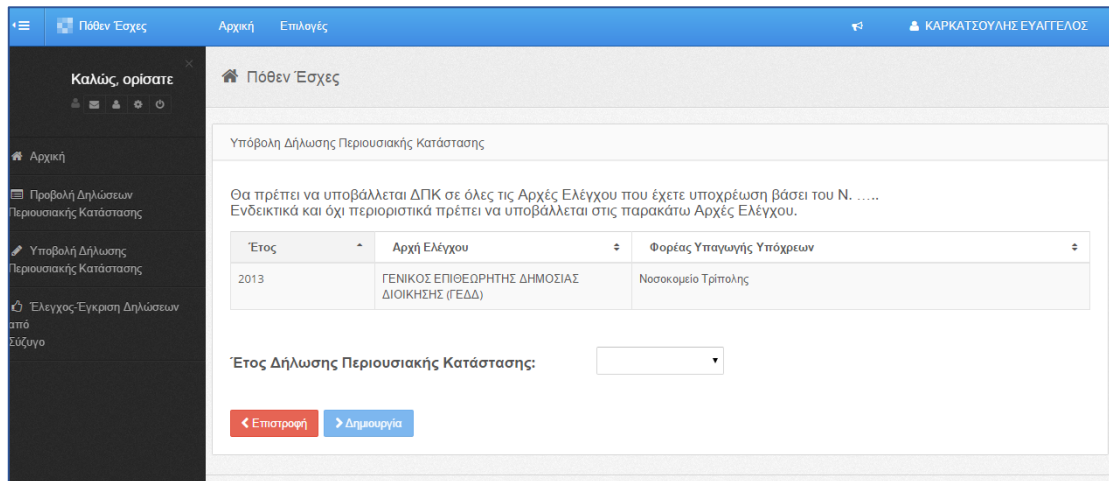 Πόθεν Έσχες
Αρχική
Επιλογές
ΚΑΡΚΑΤΣΟΥΛΗΣ ΕΥΑΓΓΕΛΟΣ
Καλώς, ορίσατε
Αρχική
Προβολή Δηλώσεων
Περιουσιακής Κατάστασης
Υποβολή Δήλωσης
Περιουσιακής Κατάστασης
Έλεγχος-Έγκριση Δηλώσεων
από
Σύζυγο
Πόθεν Έσχες
Υπόβολη Δήλωσης Περιουσιακής Κατάστασης
Θα πρέπει να υποβάλλεται ΔΠΚ σε όλες τις Αρχές Ελέγχου που έχετε υποχρέωση βάσει του Ν. .....
Ενδεικτικά και όχι περιοριστικά πρέπει να υποβάλλεται στις παρακάτω Αρχές Ελέγχου.
Έτος
Αρχή Ελέγχου
Φορέας Υπαγωγής Υπόχρεων
2013
ΓΕΝΙΚΟΣ ΕΠΙΘΕΩΡΗΤΗΣ ΔΗΜΟΣΙΑΣ
ΔΙΟΙΚΗΣΗΣ (ΓΕΔΔ)
Νοσοκομείο Τρίπολης
Έτος Δήλωσης Περιουσιακής Κατάστασης:
Επιστροφή
Δημιουργία